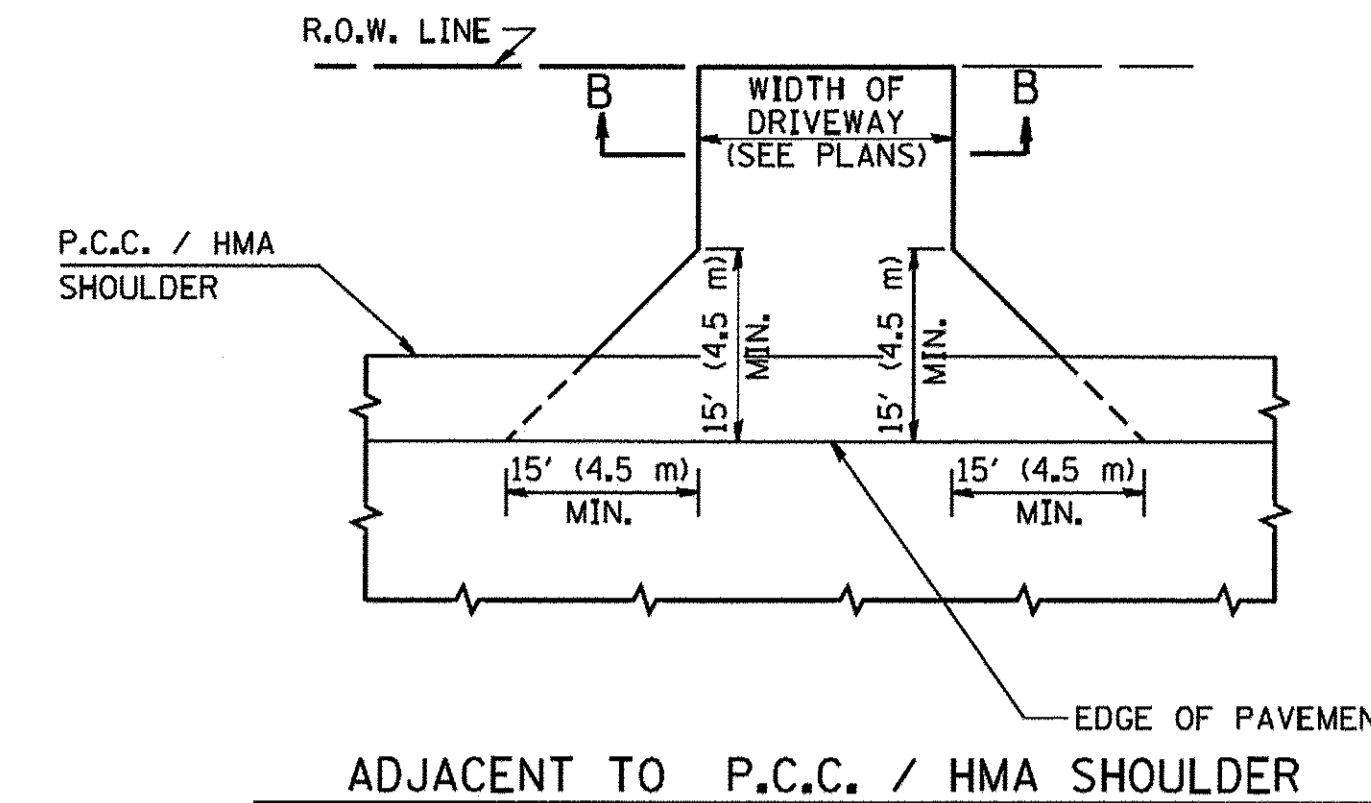 R.O.W. LINE
B
WIDTH OF
DRIVEWAY
(SEE PLANS)
B
P.C.C. / HMA
SHOULDER
15' (4.5 m)
MIN.
15' (4.5 m)
MIN.
15' (4.5 m)
MIN.
15' (4.5 m)
MIN.
EDGE OF PAVEMEN
ADJACENT TO P.C.C. / HMA SHOULDER